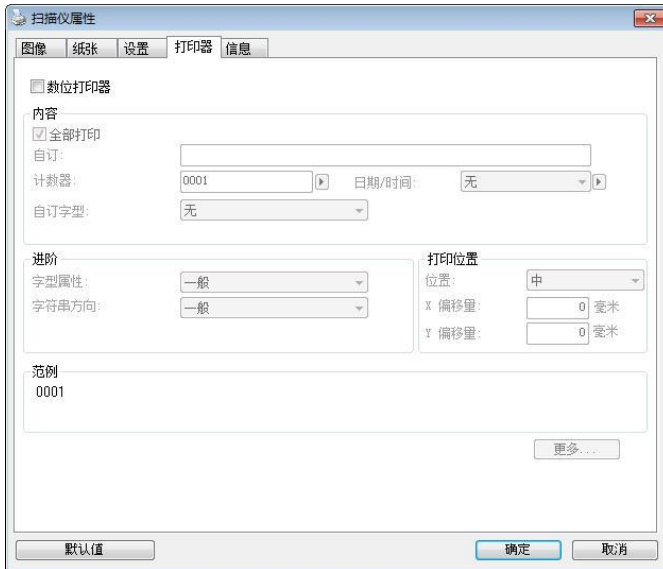 扫描仪属性
图像 纸张 设置 打印器 信息
数位打印器
内容
全部打印
自订:
计数器: 0001 日期/时间: 无
自订字型: 无
进阶 打印位置
字型属性: 一般 位置: 中
字符串方向: 一般 X 偏移量: 0 毫米
Y 偏移量: 0 毫米
范例
0001
更多...
默认值 确定 取消